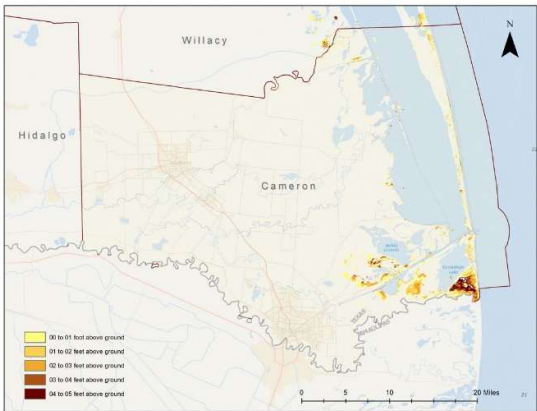 N
Willacy
Hidalgo
Cameron
TEXAS
TAMAULIPAS
00 to 01 foot above ground
01 to 02 feet above ground
02 to 03 feet above ground
03 to 04 feet above ground
04 to 05 feet above ground
0 5 10 20 Miles